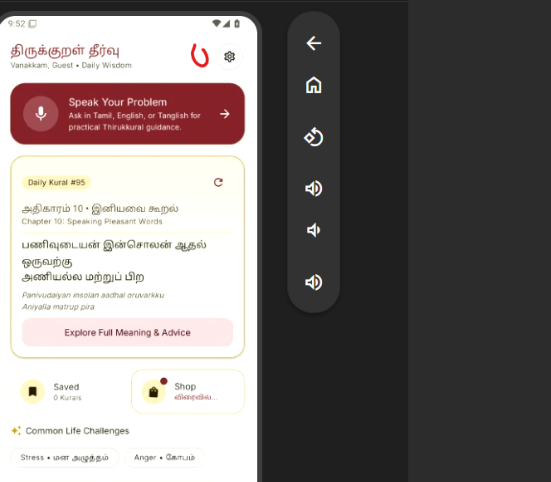 9:52
திருக்குறள் தீர்வு
Vanakkam, Guest • Daily Wisdom
Speak Your Problem
Ask in Tamil, English, or Tanglish for
practical Thirukkural guidance.
Daily Kural #95
அதிகாரம் 10 • இனியவை கூறல்
Chapter 10: Speaking Pleasant Words
பணிவுடையன் இன்சொலன் ஆதல்
ஒருவற்கு
அணியல்ல மற்றுப் பிற
Panivudaiyan insolan aadhal oruvarkku
Aniyalla matrup pira
Explore Full Meaning & Advice
Saved
0 Kurals
Shop
விரைவில்...
Common Life Challenges
Stress • மன அழுத்தம்
Anger • கோபம்